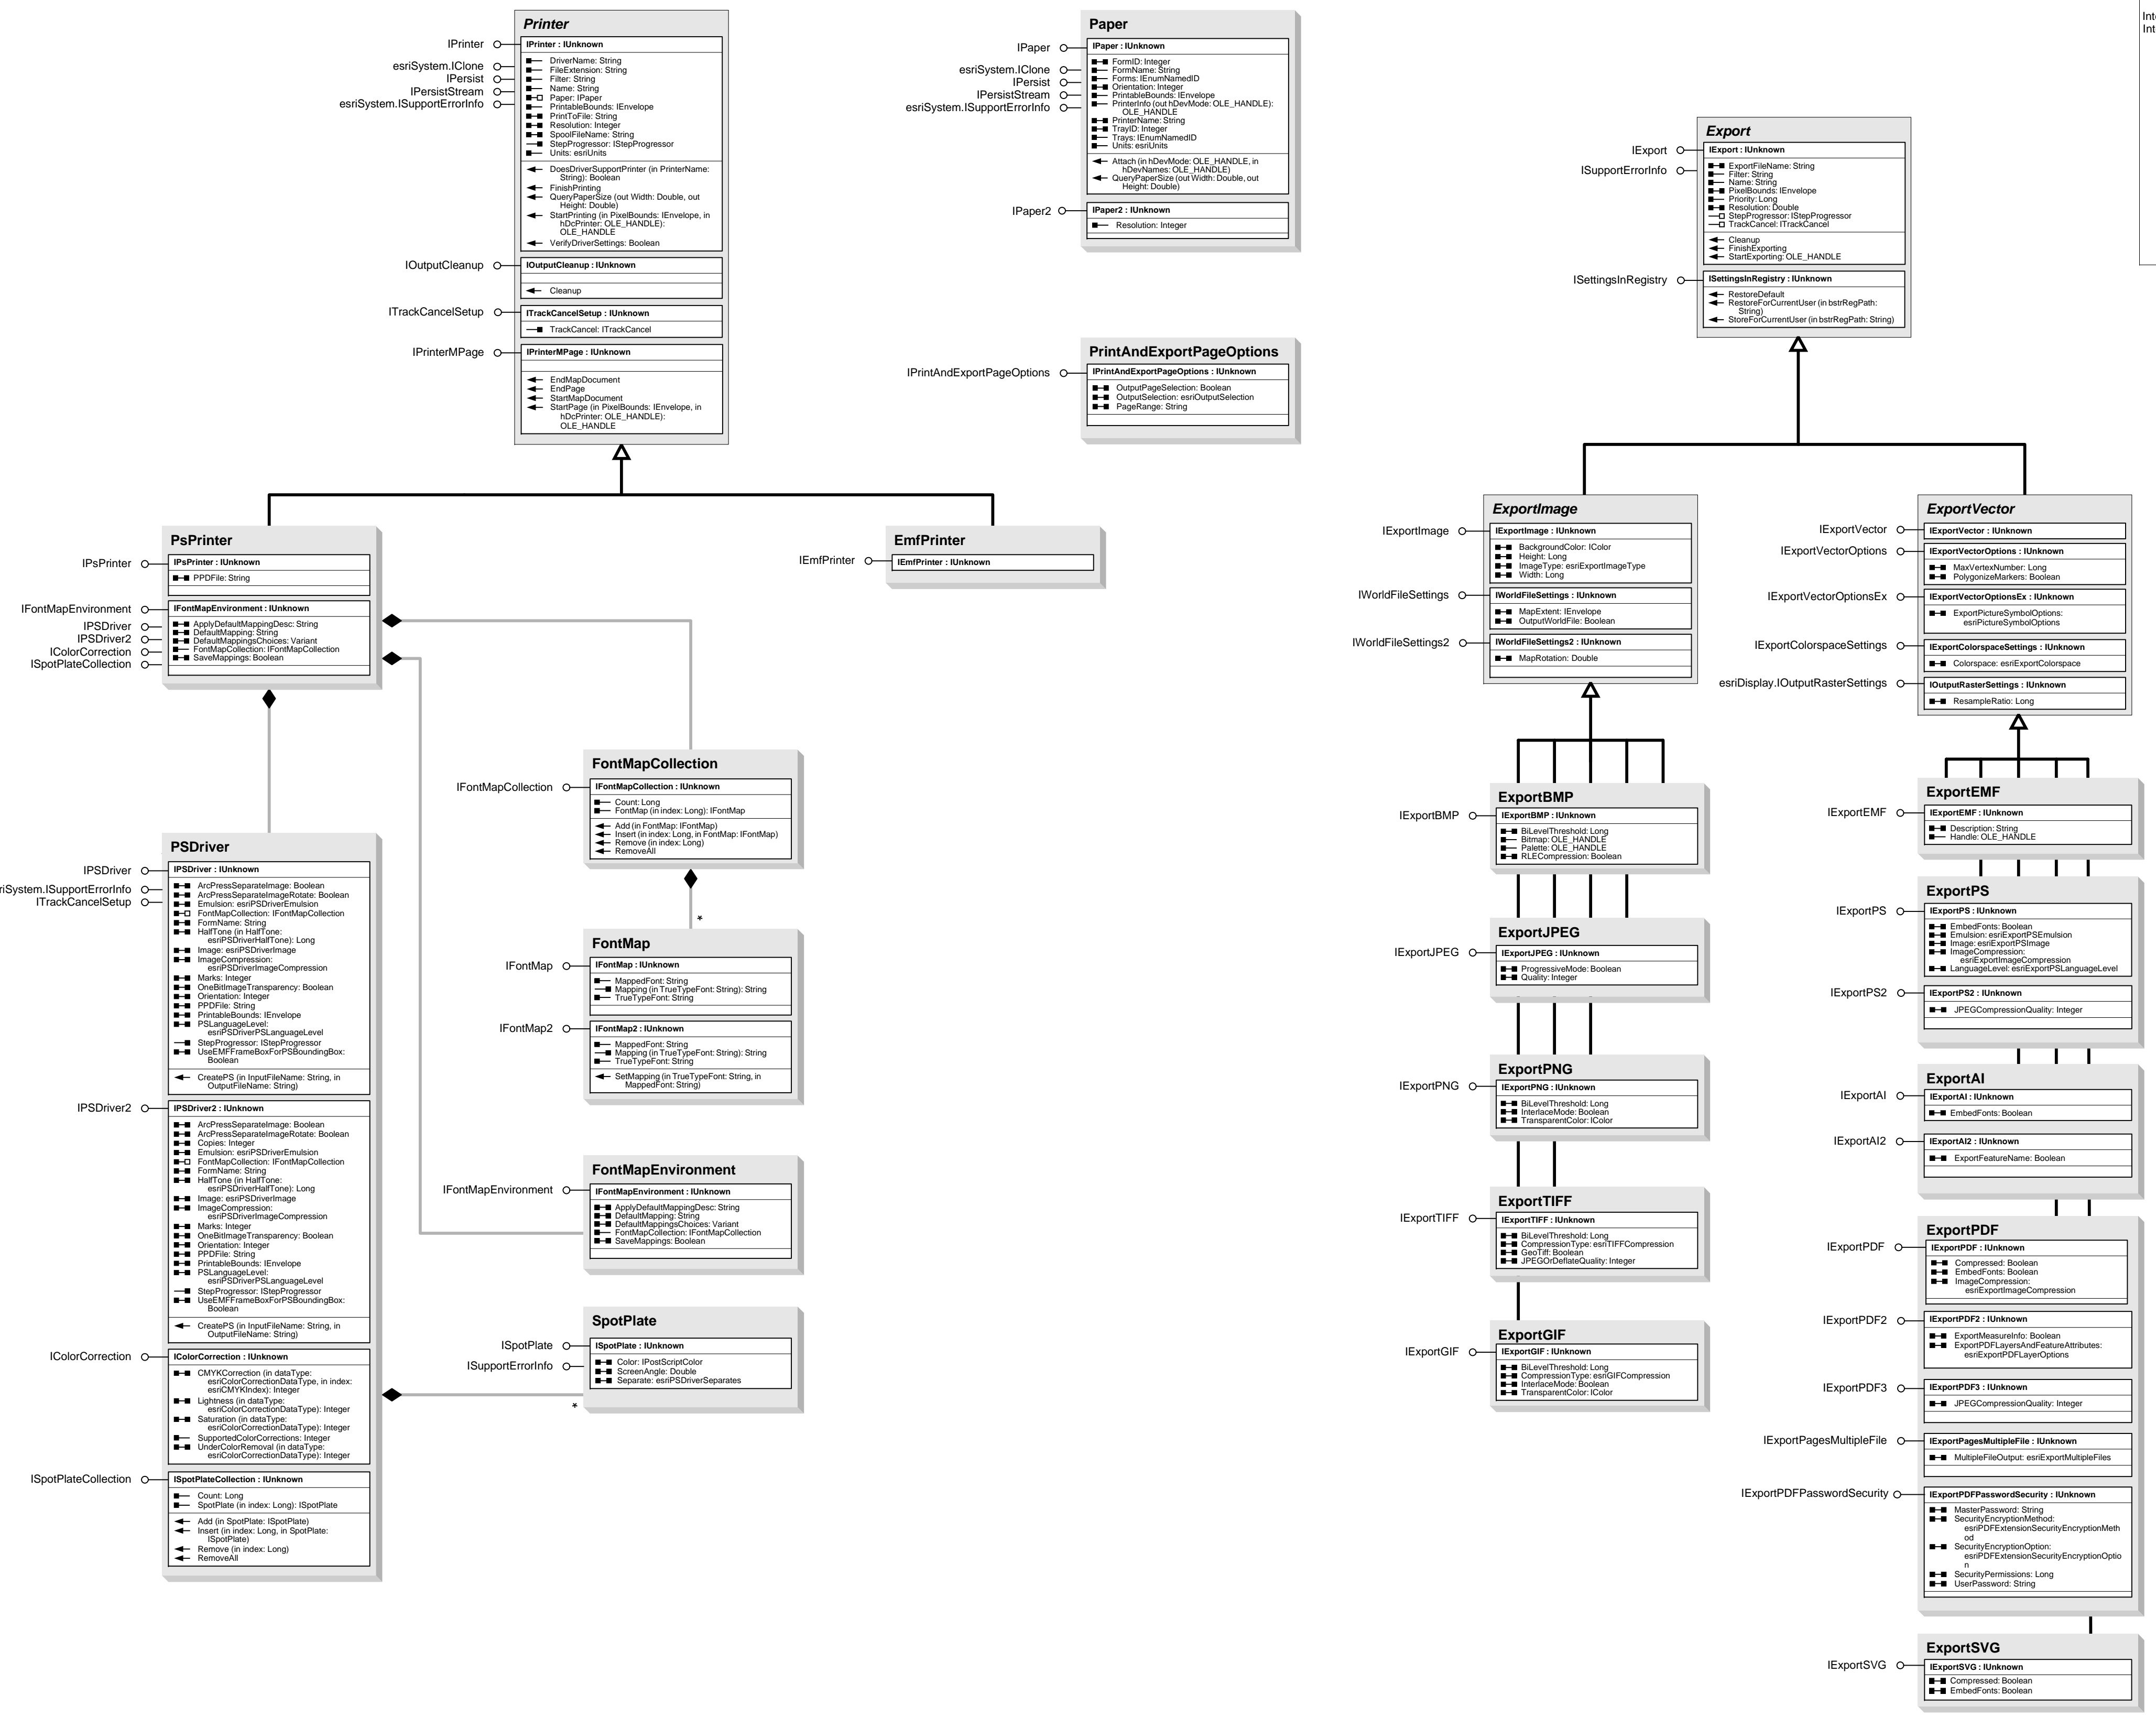 Printer
IPrinter
IPrinter : IUnknown
esriSystem.IClone
IPersist
IPersistStream
esriSystem.ISupportErrorInfo
DriverName: String
FileExtension: String
Filter: String
Name: String
Paper: IPaper
PrintableBounds: IEnvelope
PrintToFile: String
Resolution: Integer
SpoolFileName: String
StepProgressor: IStepProgressor
Units: esriUnits
DoesDriverSupportPrinter (in PrinterName:
String): Boolean
FinishPrinting
QueryPaperSize (out Width: Double, out
Height: Double)
StartPrinting (in PixelBounds: IEnvelope, in
hDcPrinter: OLE_HANDLE):
OLE_HANDLE
VerifyDriverSettings: Boolean
IOutputCleanup
IOutputCleanup : IUnknown
Cleanup
ITrackCancelSetup
ITrackCancelSetup : IUnknown
TrackCancel: ITrackCancel
IPrinterMPage
IPrinterMPage : IUnknown
EndMapDocument
EndPage
StartMapDocument
StartPage (in PixelBounds: IEnvelope, in
hDcPrinter: OLE_HANDLE):
OLE_HANDLE
Paper
IPaper
IPaper : IUnknown
esriSystem.IClone
IPersist
IPersistStream
esriSystem.ISupportErrorInfo
FormID: Integer
FormName: String
Forms: IEnumNamedID
Orientation: Integer
PrintableBounds: IEnvelope
PrinterInfo (out hDevMode: OLE_HANDLE):
OLE_HANDLE
PrinterName: String
TrayID: Integer
Trays: IEnumNamedID
Units: esriUnits
Attach (in hDevMode: OLE_HANDLE, in
hDevNames: OLE_HANDLE)
QueryPaperSize (out Width: Double, out
Height: Double)
IPaper2
IPaper2 : IUnknown
Resolution: Integer
PrintAndExportPageOptions
IPrintAndExportPageOptions
IPrintAndExportPageOptions : IUnknown
OutputPageSelection: Boolean
OutputSelection: esriOutputSelection
PageRange: String
Int
Int
Export
IExport
ISupportErrorInfo
IExport : IUnknown
ExportFileName: String
Filter: String
Name: String
PixelBounds: IEnvelope
Priority: Long
Resolution: Double
StepProgressor: IStepProgressor
TrackCancel: ITrackCancel
Cleanup
FinishExporting
StartExporting: OLE_HANDLE
ISettingsInRegistry
ISettingsInRegistry : IUnknown
RestoreDefault
RestoreForCurrentUser (in bstrRegPath:
String)
StoreForCurrentUser (in bstrRegPath: String)
PsPrinter
IPsPrinter
IPsPrinter : IUnknown
PPDFile: String
IFontMapEnvironment
IPSDriver
IPSDriver2
IColorCorrection
ISpotPlateCollection
IFontMapEnvironment : IUnknown
ApplyDefaultMappingDesc: String
DefaultMapping: String
DefaultMappingsChoices: Variant
FontMapCollection: IFontMapCollection
SaveMappings: Boolean
EmfPrinter
IEmfPrinter
IEmfPrinter : IUnknown
PSDriver
IPSDriver
riSystem.ISupportErrorInfo
ITrackCancelSetup
IPSDriver : IUnknown
ArcPressSeparateImage: Boolean
ArcPressSeparateImageRotate: Boolean
Emulsion: esriPSDriverEmulsion
FontMapCollection: IFontMapCollection
FormName: String
HalfTone (in HalfTone:
esriPSDriverHalfTone): Long
Image: esriPSDriverImage
ImageCompression:
esriPSDriverImageCompression
Marks: Integer
OneBitImageTransparency: Boolean
Orientation: Integer
PPDFile: String
PrintableBounds: IEnvelope
PSLanguageLevel:
esriPSDriverPSLanguageLevel
StepProgressor: IStepProgressor
UseEMFFrameBoxForPSBoundingBox:
Boolean
CreatePS (in InputFileName: String, in
OutputFileName: String)
IPSDriver2
IPSDriver2 : IUnknown
ArcPressSeparateImage: Boolean
ArcPressSeparateImageRotate: Boolean
Copies: Integer
Emulsion: esriPSDriverEmulsion
FontMapCollection: IFontMapCollection
FormName: String
HalfTone (in HalfTone:
esriPSDriverHalfTone): Long
Image: esriPSDriverImage
ImageCompression:
esriPSDriverImageCompression
Marks: Integer
OneBitImageTransparency: Boolean
Orientation: Integer
PPDFile: String
PrintableBounds: IEnvelope
PSLanguageLevel:
esriPSDriverPSLanguageLevel
StepProgressor: IStepProgressor
UseEMFFrameBoxForPSBoundingBox:
Boolean
CreatePS (in InputFileName: String, in
OutputFileName: String)
IColorCorrection
IColorCorrection : IUnknown
CMYKCorrection (in dataType:
esriColorCorrectionDataType, in index:
esriCMYKIndex): Integer
Lightness (in dataType:
esriColorCorrectionDataType): Integer
Saturation (in dataType:
esriColorCorrectionDataType): Integer
SupportedColorCorrections: Integer
UnderColorRemoval (in dataType:
esriColorCorrectionDataType): Integer
ISpotPlateCollection
ISpotPlateCollection : IUnknown
Count: Long
SpotPlate (in index: Long): ISpotPlate
Add (in SpotPlate: ISpotPlate)
Insert (in index: Long, in SpotPlate:
ISpotPlate)
Remove (in index: Long)
RemoveAll
FontMapCollection
IFontMapCollection
IFontMapCollection : IUnknown
Count: Long
FontMap (in index: Long): IFontMap
Add (in FontMap: IFontMap)
Insert (in index: Long, in FontMap: IFontMap)
Remove (in index: Long)
RemoveAll
*
FontMap
IFontMap
IFontMap : IUnknown
MappedFont: String
Mapping (in TrueTypeFont: String): String
TrueTypeFont: String
IFontMap2
IFontMap2 : IUnknown
MappedFont: String
Mapping (in TrueTypeFont: String): String
TrueTypeFont: String
SetMapping (in TrueTypeFont: String, in
MappedFont: String)
FontMapEnvironment
IFontMapEnvironment
IFontMapEnvironment : IUnknown
ApplyDefaultMappingDesc: String
DefaultMapping: String
DefaultMappingsChoices: Variant
FontMapCollection: IFontMapCollection
SaveMappings: Boolean
SpotPlate
ISpotPlate
ISupportErrorInfo
ISpotPlate : IUnknown
Color: IPostScriptColor
ScreenAngle: Double
Separate: esriPSDriverSeparates
*
ExportImage
IExportImage
IExportImage : IUnknown
BackgroundColor: IColor
Height: Long
ImageType: esriExportImageType
Width: Long
IWorldFileSettings
IWorldFileSettings : IUnknown
MapExtent: IEnvelope
OutputWorldFile: Boolean
IWorldFileSettings2
IWorldFileSettings2 : IUnknown
MapRotation: Double
ExportBMP
IExportBMP
IExportBMP : IUnknown
BiLevelThreshold: Long
Bitmap: OLE_HANDLE
Palette: OLE_HANDLE
RLECompression: Boolean
ExportJPEG
IExportJPEG
IExportJPEG : IUnknown
ProgressiveMode: Boolean
Quality: Integer
ExportPNG
IExportPNG
IExportPNG : IUnknown
BiLevelThreshold: Long
InterlaceMode: Boolean
TransparentColor: IColor
ExportTIFF
IExportTIFF
IExportTIFF : IUnknown
BiLevelThreshold: Long
CompressionType: esriTIFFCompression
GeoTiff: Boolean
JPEGOrDeflateQuality: Integer
ExportGIF
IExportGIF
IExportGIF : IUnknown
BiLevelThreshold: Long
CompressionType: esriGIFCompression
InterlaceMode: Boolean
TransparentColor: IColor
ExportVector
IExportVector
IExportVector : IUnknown
IExportVectorOptions
IExportVectorOptions : IUnknown
MaxVertexNumber: Long
PolygonizeMarkers: Boolean
IExportVectorOptionsEx
IExportVectorOptionsEx : IUnknown
ExportPictureSymbolOptions:
esriPictureSymbolOptions
IExportColorspaceSettings
IExportColorspaceSettings : IUnknown
Colorspace: esriExportColorspace
esriDisplay.IOutputRasterSettings
IOutputRasterSettings : IUnknown
ResampleRatio: Long
ExportEMF
IExportEMF
IExportEMF : IUnknown
Description: String
Handle: OLE_HANDLE
ExportPS
IExportPS
IExportPS : IUnknown
EmbedFonts: Boolean
Emulsion: esriExportPSEmulsion
Image: esriExportPSImage
ImageCompression:
esriExportImageCompression
LanguageLevel: esriExportPSLanguageLevel
IExportPS2
IExportPS2 : IUnknown
JPEGCompressionQuality: Integer
ExportAI
IExportAI
IExportAI : IUnknown
EmbedFonts: Boolean
IExportAI2
IExportAI2 : IUnknown
ExportFeatureName: Boolean
ExportPDF
IExportPDF
IExportPDF : IUnknown
Compressed: Boolean
EmbedFonts: Boolean
ImageCompression:
esriExportImageCompression
IExportPDF2
IExportPDF2 : IUnknown
ExportMeasureInfo: Boolean
ExportPDFLayersAndFeatureAttributes:
esriExportPDFLayerOptions
IExportPDF3
IExportPDF3 : IUnknown
JPEGCompressionQuality: Integer
IExportPagesMultipleFile
IExportPagesMultipleFile : IUnknown
MultipleFileOutput: esriExportMultipleFiles
IExportPDFPasswordSecurity
IExportPDFPasswordSecurity : IUnknown
MasterPassword: String
SecurityEncryptionMethod:
esriPDFExtensionSecurityEncryptionMeth
od
SecurityEncryptionOption:
esriPDFExtensionSecurityEncryptionOptio
n
SecurityPermissions: Long
UserPassword: String
ExportSVG
IExportSVG
IExportSVG : IUnknown
Compressed: Boolean
EmbedFonts: Boolean